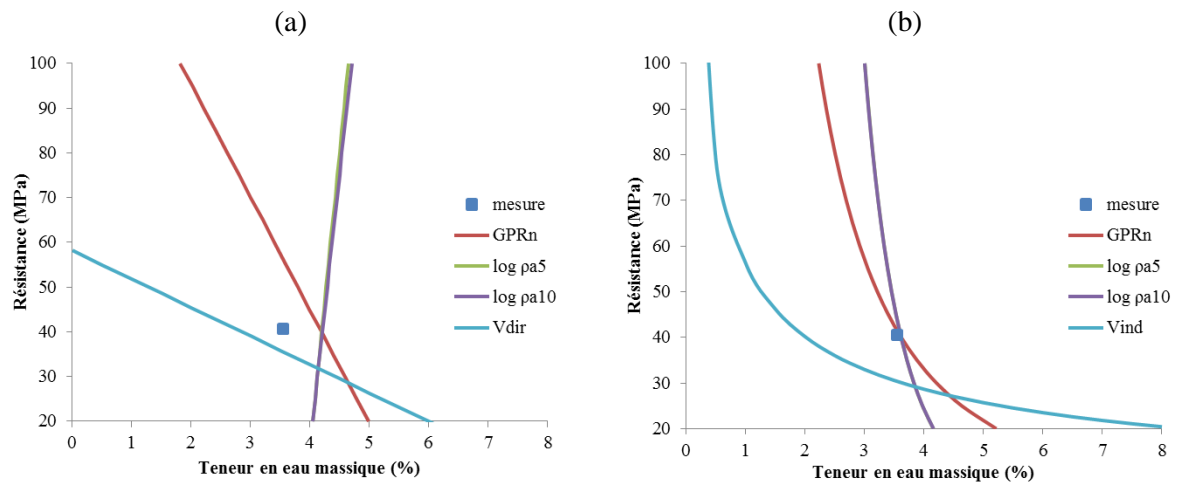 (a)
100
90
80
70
60
50
40
30
20
Résistance (MPa)
0 1 2 3 4 5 6 7 8
Teneur en eau massique (%)
mesure
GPRn
log ρa5
log ρa10
Vdir
(b)
100
90
80
70
60
50
40
30
20
Résistance (MPa)
0 1 2 3 4 5 6 7 8
Teneur en eau massique (%)
mesure
GPRn
log ρa5
log ρa10
Vind